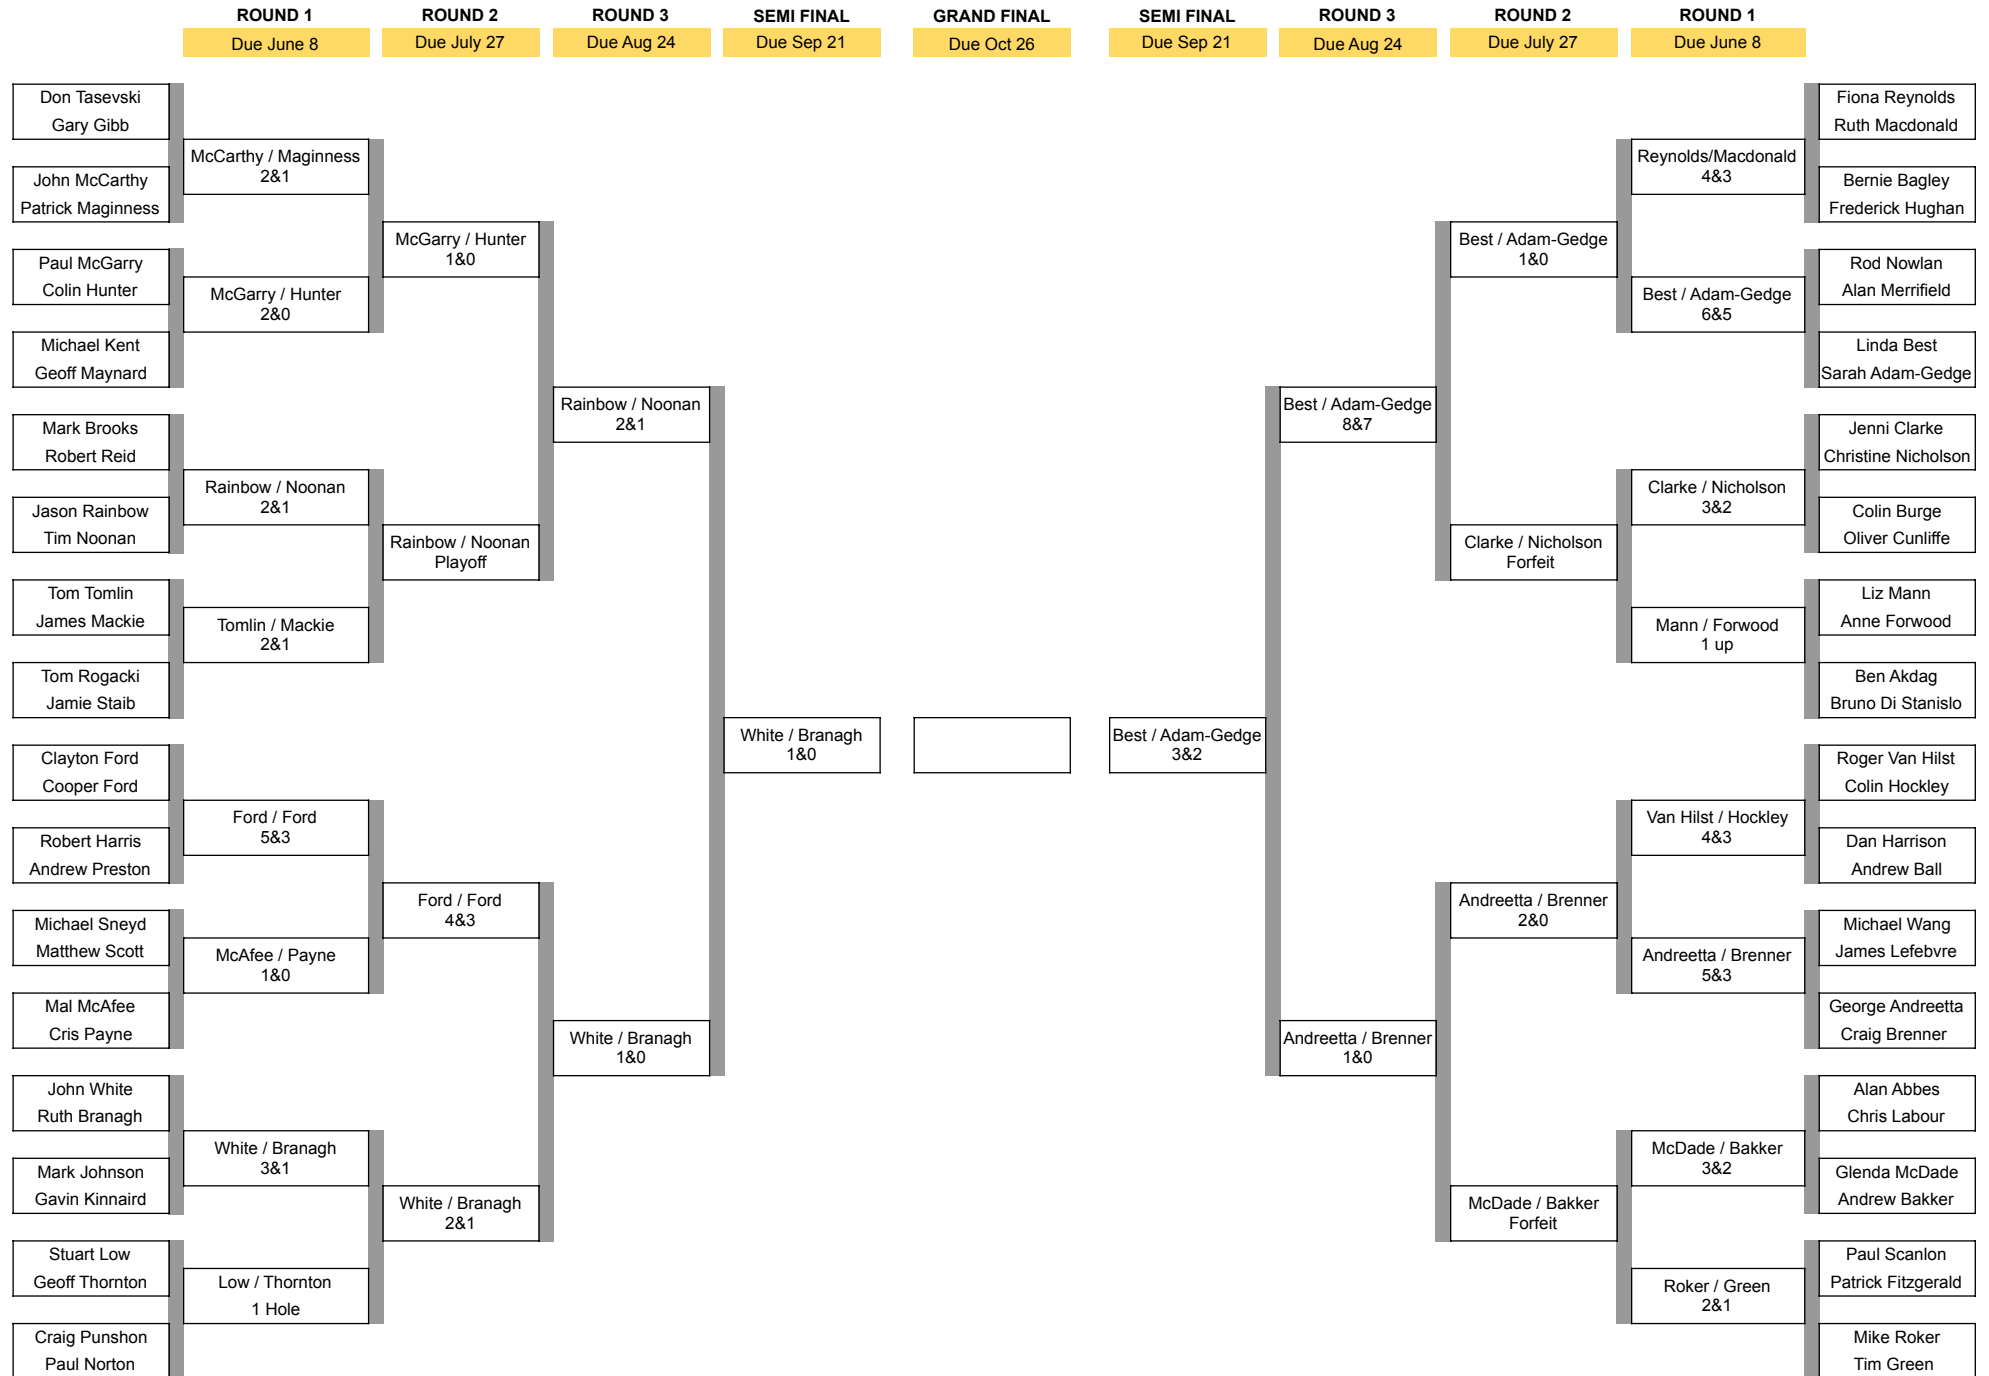 ROUND 1
ROUND 2
ROUND 3
SEMI FINAL
GRAND FINAL
SEMI FINAL
ROUND 3
ROUND 2
ROUND 1
Due June 8
Due July 27
Due Aug 24
Due Sep 21
Due Oct 26
Due Sep 21
Due Aug 24
Due July 27
Due June 8
Don Tasevski
Gary Gibb
John McCarthy
Patrick Maginness
Paul McGarry
Colin Hunter
Michael Kent
Geoff Maynard
Mark Brooks
Robert Reid
Jason Rainbow
Tim Noonan
Tom Tomlin
James Mackie
Tom Rogacki
Jamie Staib
Clayton Ford
Cooper Ford
Robert Harris
Andrew Preston
Michael Sneyd
Matthew Scott
Mal McAfee
Cris Payne
John White
Ruth Branagh
Mark Johnson
Gavin Kinnaird
Stuart Low
Geoff Thornton
Craig Punshon
Paul Norton
McCarthy / Maginness
2&1
McGarry / Hunter
2&0
Rainbow / Noonan
2&1
Tomlin / Mackie
2&1
Ford / Ford
5&3
McAfee / Payne
1&0
White / Branagh
3&1
Low / Thornton
1 Hole
McGarry / Hunter
1&0
Rainbow / Noonan
Playoff
Ford / Ford
4&3
White / Branagh
2&1
Rainbow / Noonan
2&1
White / Branagh
1&0
White / Branagh
1&0
Best / Adam-Gedge
3&2
Best / Adam-Gedge
8&7
Andreetta / Brenner
1&0
Best / Adam-Gedge
1&0
Clarke / Nicholson
Forfeit
Andreetta / Brenner
2&0
McDade / Bakker
Forfeit
Reynolds/Macdonald
4&3
Best / Adam-Gedge
6&5
Clarke / Nicholson
3&2
Mann / Forwood
1 up
Van Hilst / Hockley
4&3
Andreetta / Brenner
5&3
McDade / Bakker
3&2
Roker / Green
2&1
Fiona Reynolds
Ruth Macdonald
Bernie Bagley
Frederick Hughan
Rod Nowlan
Alan Merrifield
Linda Best
Sarah Adam-Gedge
Jenni Clarke
Christine Nicholson
Colin Burge
Oliver Cunliffe
Liz Mann
Anne Forwood
Ben Akdag
Bruno Di Stanislo
Roger Van Hilst
Colin Hockley
Dan Harrison
Andrew Ball
Michael Wang
James Lefebvre
George Andreetta
Craig Brenner
Alan Abbes
Chris Labour
Glenda McDade
Andrew Bakker
Paul Scanlon
Patrick Fitzgerald
Mike Roker
Tim Green